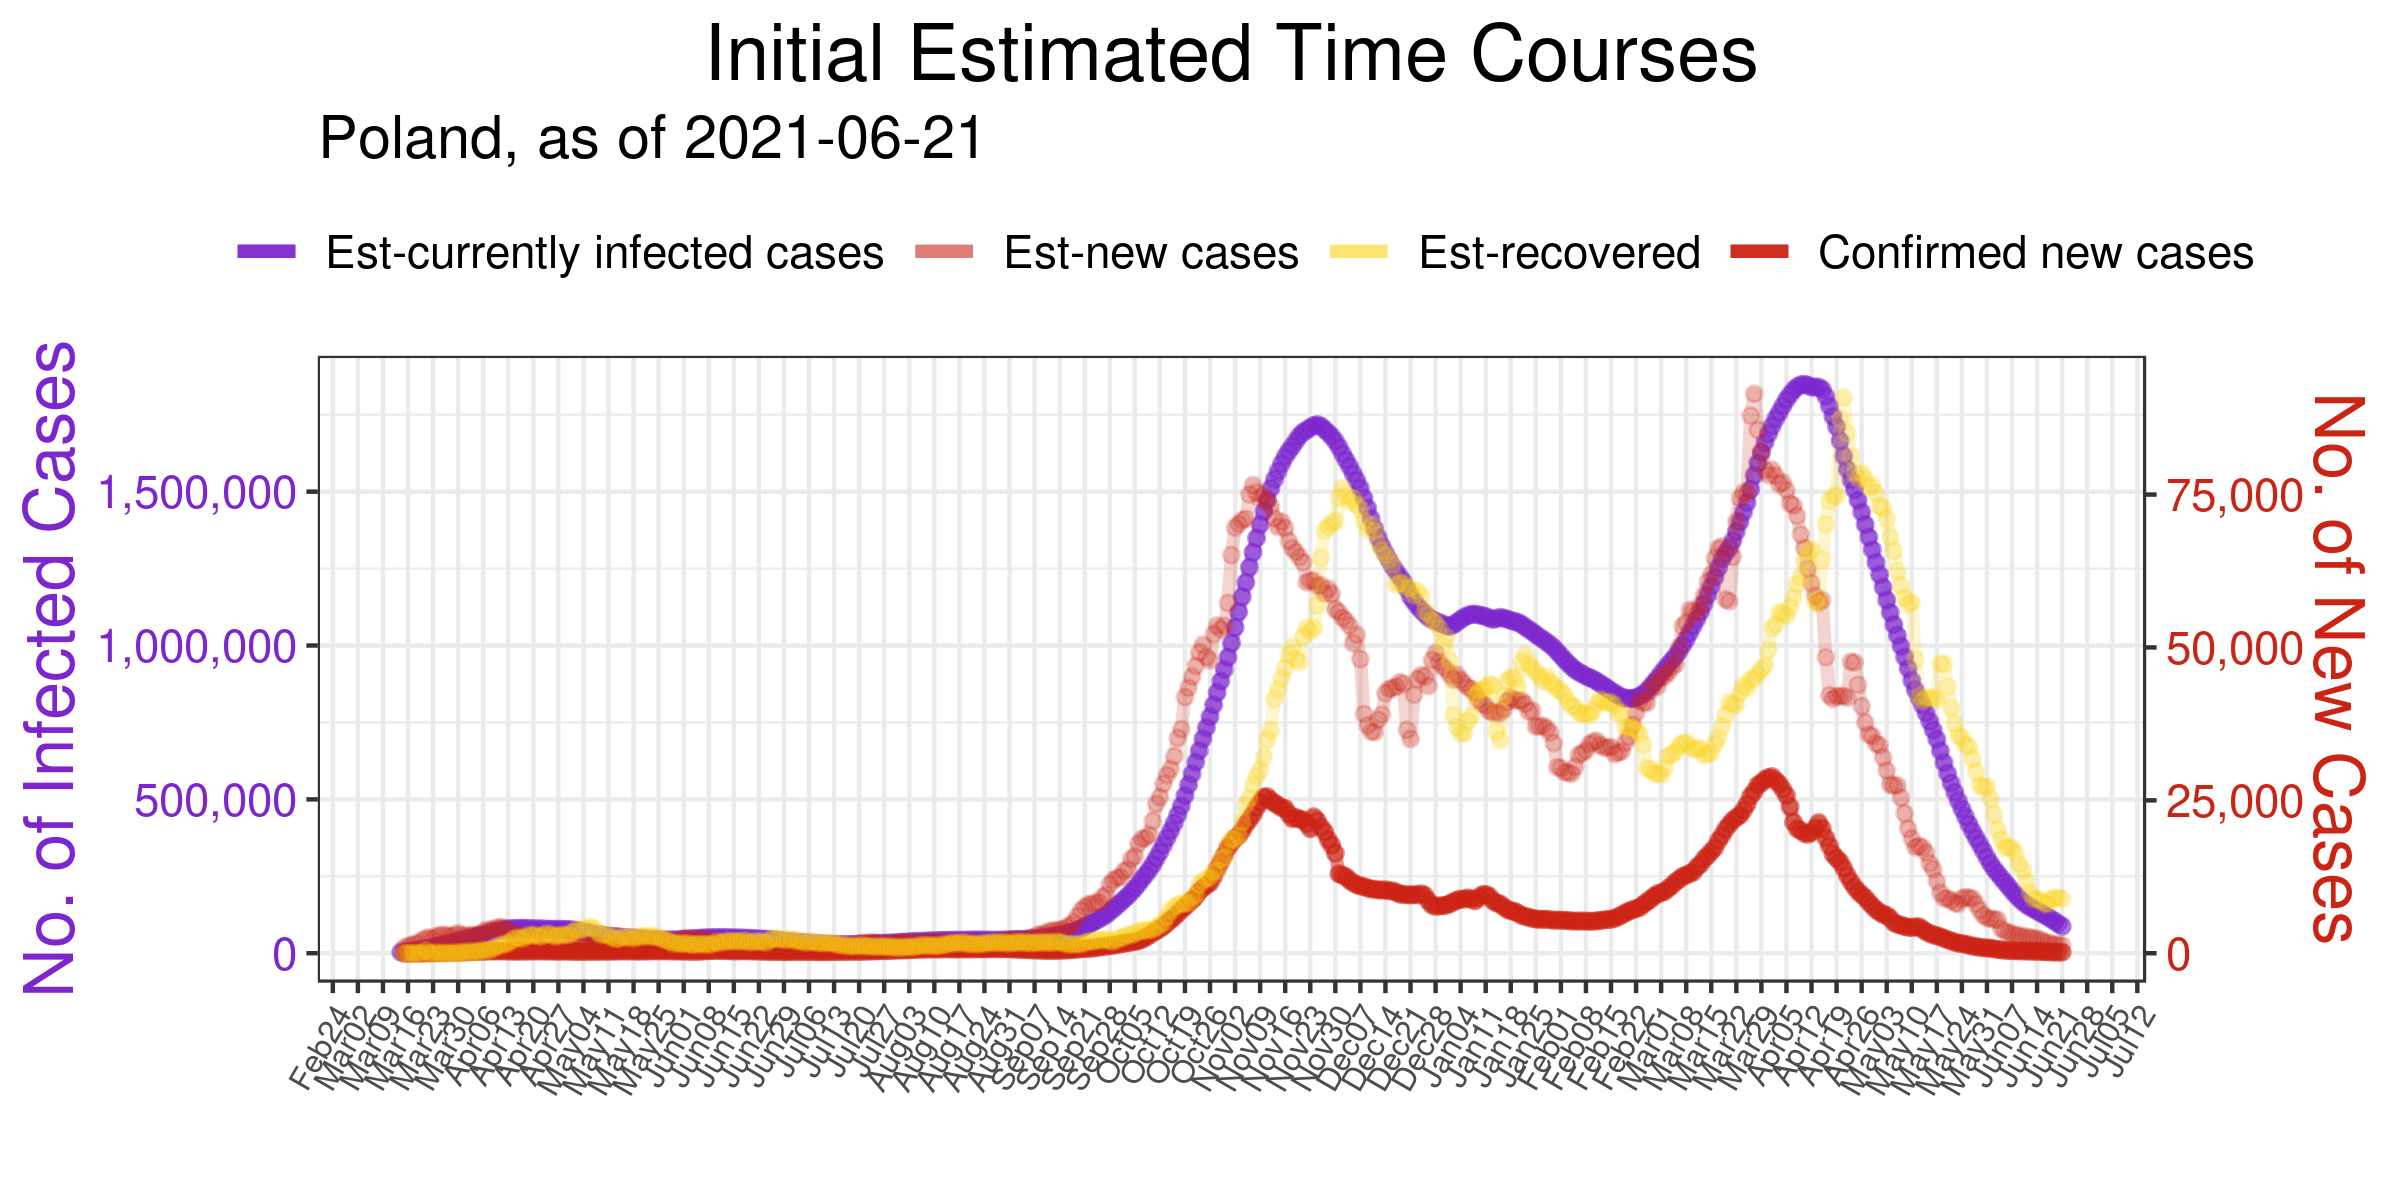 Initial Estimated Time Courses
Poland, as of 2021-06-21
Est-currently infected cases
Est-new cases
Est-recovered
Confirmed new cases
No. of Infected Cases
1,500,000
1,000,000
500,000
0
75,000
50,000
25,000
0
No. of New Cases
Feb24
Mar02
Mar09
Mar16
Mar23
Mar30
Apr06
Apr13
Apr20
Apr27
May04
May11
May18
May25
Jun01
Jun08
Jun15
Jun22
Jun29
Jul06
Jul13
Jul20
Jul27
Aug03
Aug10
Aug17
Aug24
Aug31
Sep07
Sep14
Sep21
Sep28
Oct05
Oct12
Oct19
Oct26
Nov02
Nov09
Nov16
Nov23
Nov30
Dec07
Dec14
Dec21
Dec28
Jan04
Jan11
Jan18
Jan25
Feb01
Feb08
Feb15
Feb22
Mar01
Mar08
Mar15
Mar22
Mar29
Apr05
Apr12
Apr19
Apr26
May03
May10
May17
May24
May31
Jun07
Jun14
Jun21
Jun28
Jul05
Jul12